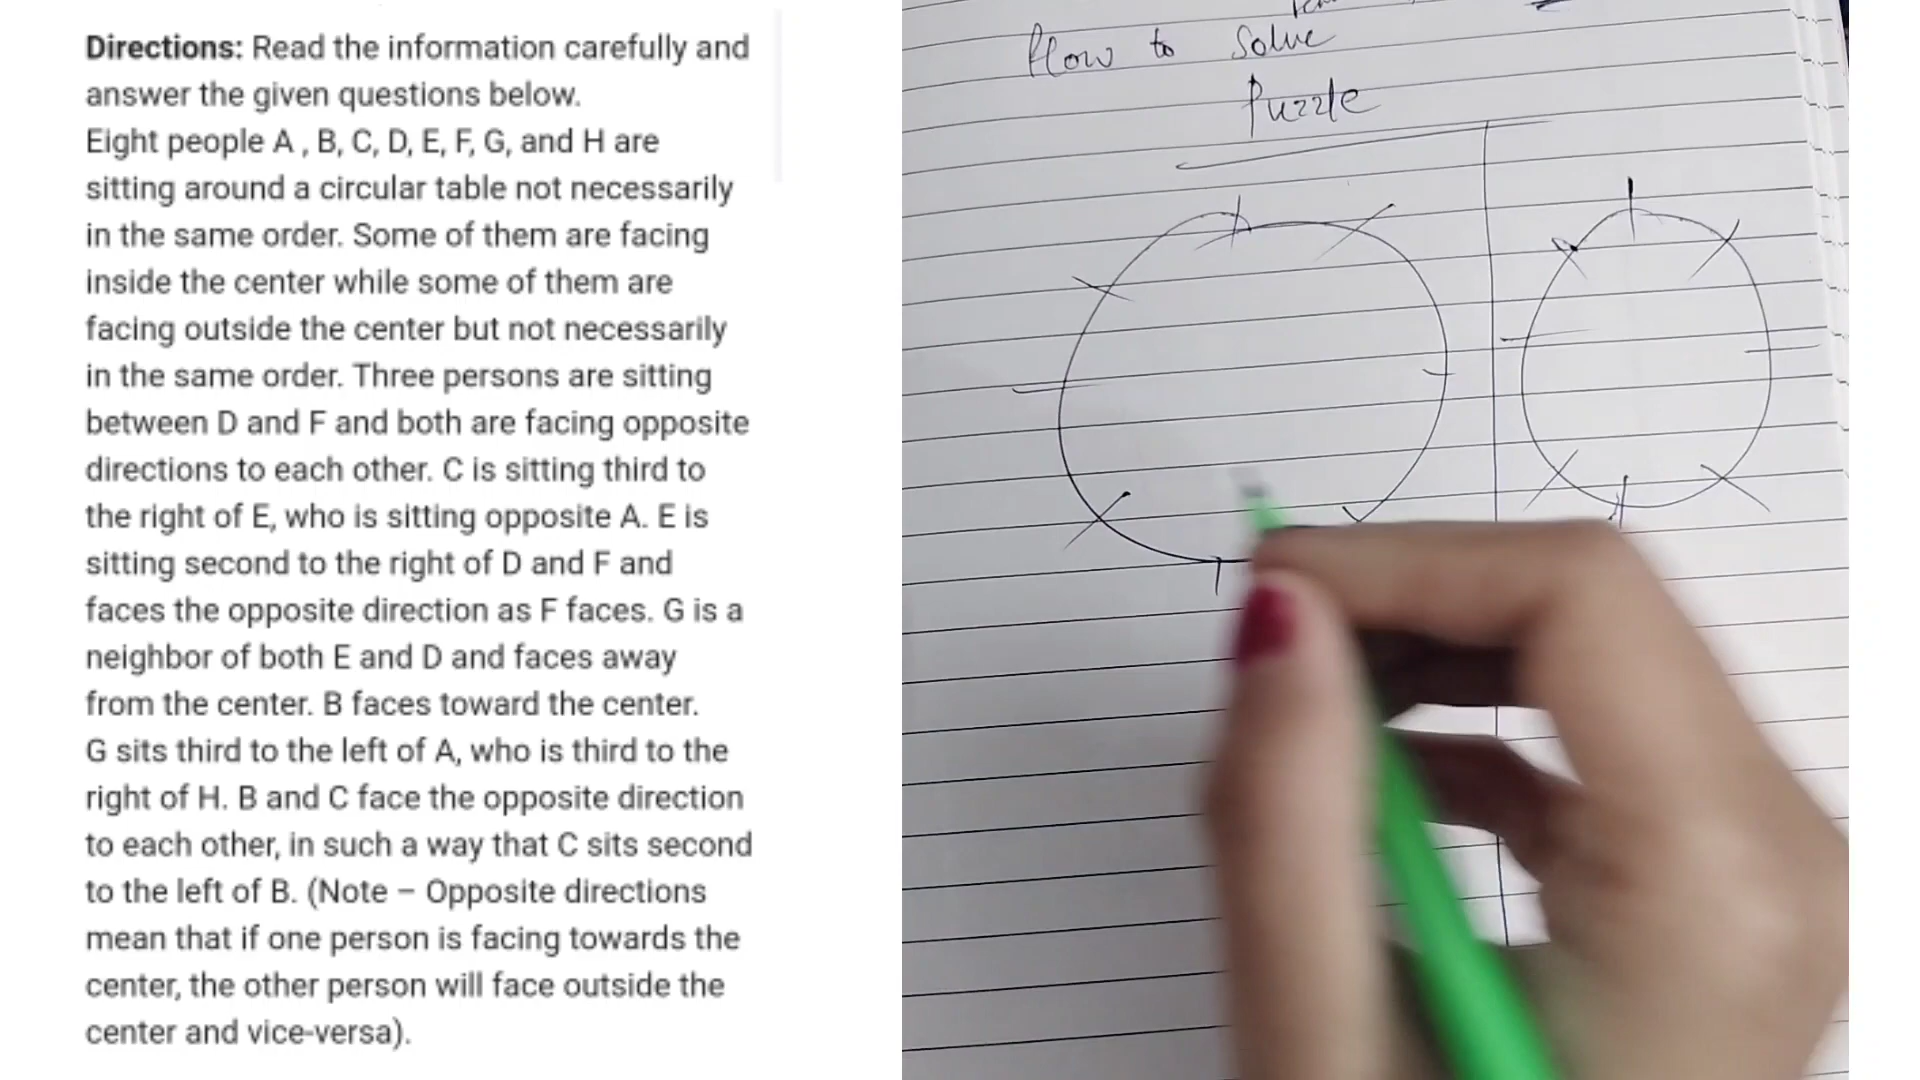 Directions: Read the information carefully and
answer the given questions below.
Eight people A , B, C, D, E, F, G, and H are
sitting around a circular table not necessarily
in the same order. Some of them are facing
inside the center while some of them are
facing outside the center but not necessarily
in the same order. Three persons are sitting
between D and F and both are facing opposite
directions to each other. C is sitting third to
the right of E, who is sitting opposite A. E is
sitting second to the right of D and F and
faces the opposite direction as F faces. G is a
neighbor of both E and D and faces away
from the center. B faces toward the center.
G sits third to the left of A, who is third to the
right of H. B and C face the opposite direction
to each other, in such a way that C sits second
to the left of B. (Note – Opposite directions
mean that if one person is facing towards the
center, the other person will face outside the
center and vice-versa).
How to Solve
Puzzle